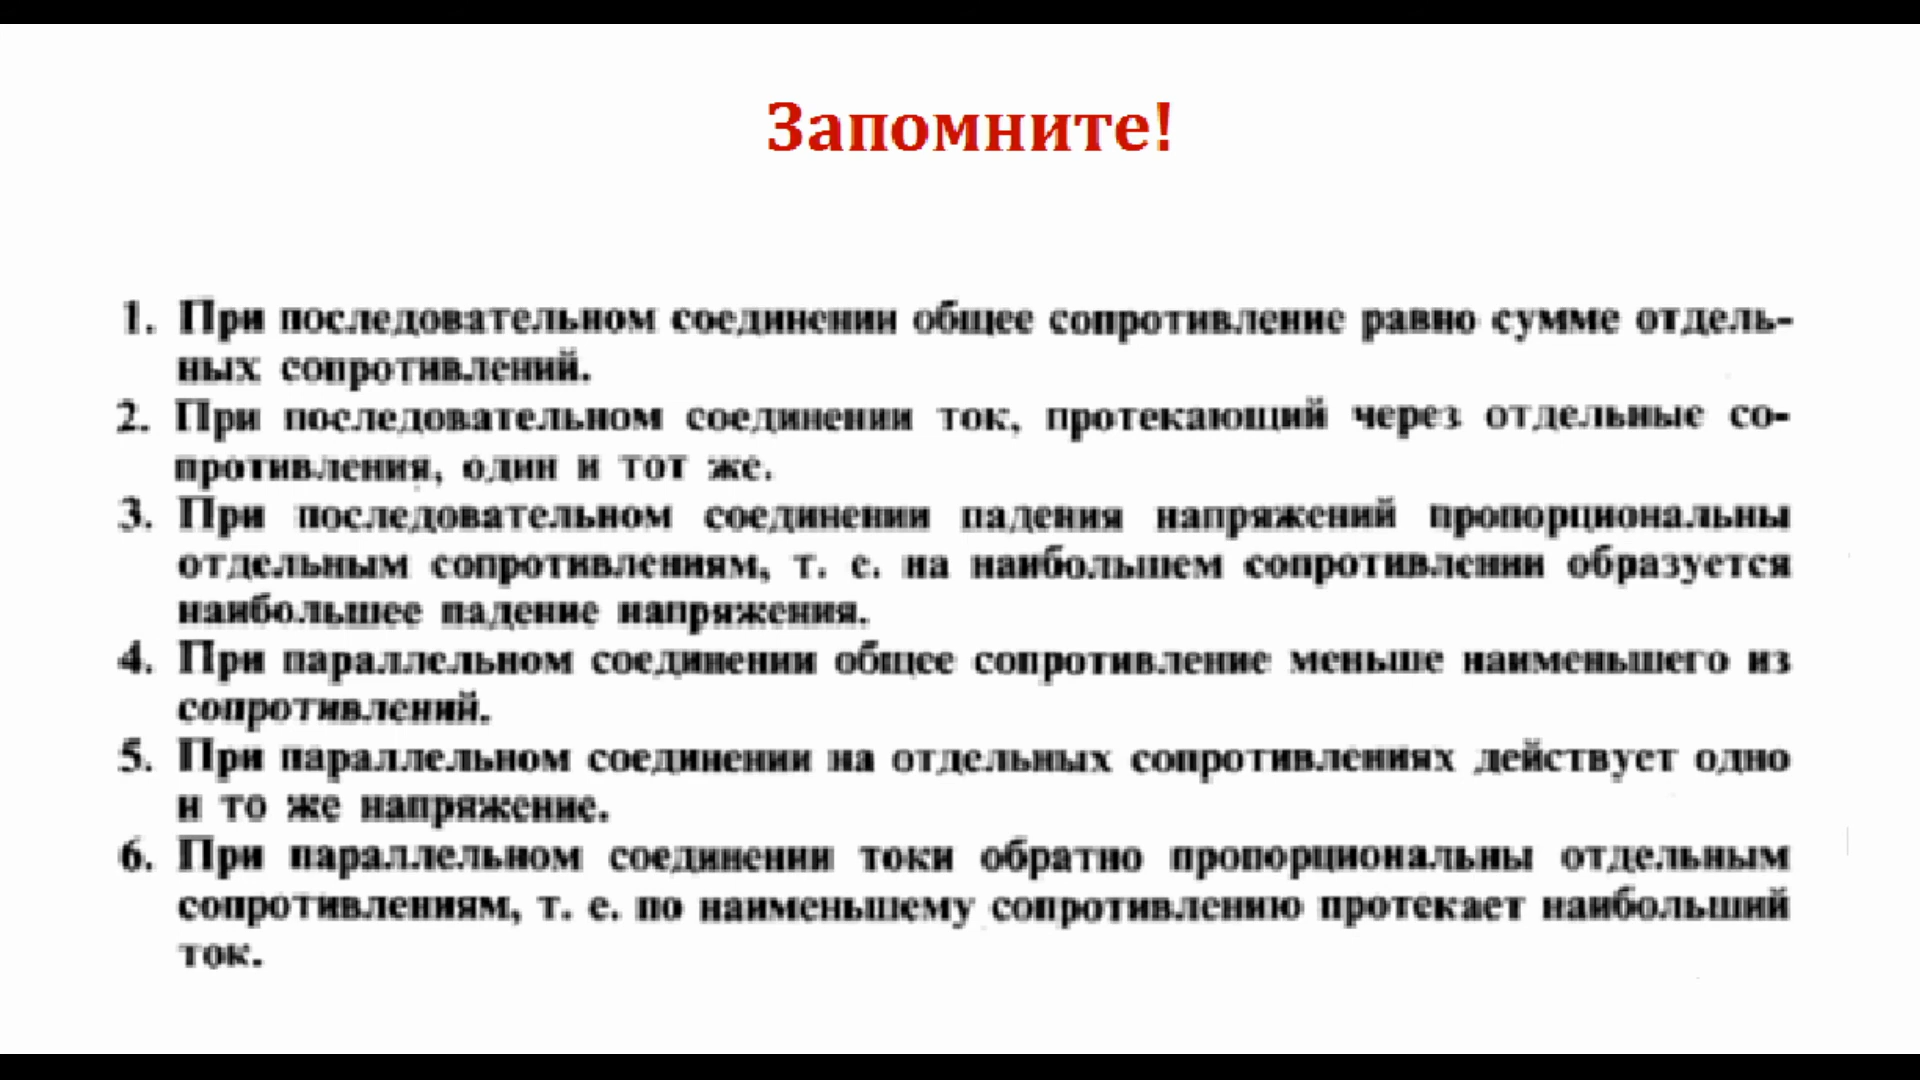 Запомните!
1. При последовательном соединении общее сопротивление равно сумме отдель-
ных сопротивлений.
2. При последовательном соединении ток, протекающий через отдельные со-
противления, один и тот же.
3. При последовательном соединении падения напряжений пропорциональны
отдельным сопротивлениям, т. е. на наибольшем сопротивлении образуется
наибольшее падение напряжения.
4. При параллельном соединении общее сопротивление меньше наименьшего из
сопротивлений.
5. При параллельном соединении на отдельных сопротивлениях действует одно
и то же напряжение.
6. При параллельном соединении токи обратно пропорциональны отдельным
сопротивлениям, т. е. по наименьшему сопротивлению протекает наибольший
ток.